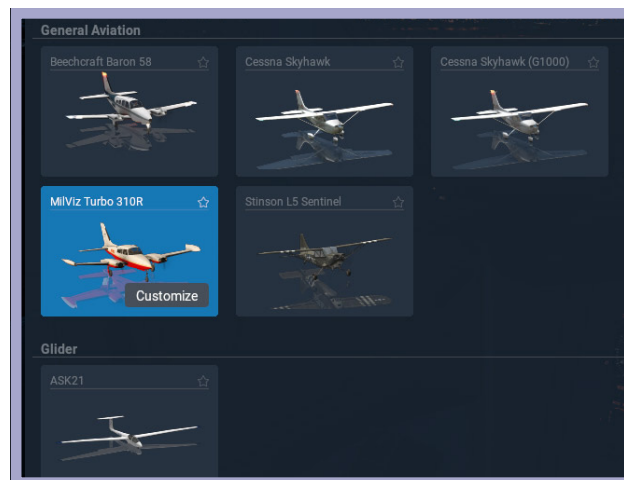 General Aviation
Beechcraft Baron 58
Cessna Skyhawk
Cessna Skyhawk (G1000)
MilViz Turbo 310R
Stinson L5 Sentinel
Customize
Glider
ASK21